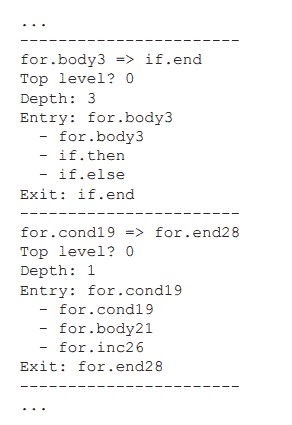 ...
-----------------------
for.body3 => if.end
Top level? 0
Depth: 3
Entry: for.body3
  - for.body3
  - if.then
  - if.else
Exit: if.end
-----------------------
for.cond19 => for.end28
Top level? 0
Depth: 1
Entry: for.cond19
  - for.cond19
  - for.body21
  - for.inc26
Exit: for.end28
-----------------------
...